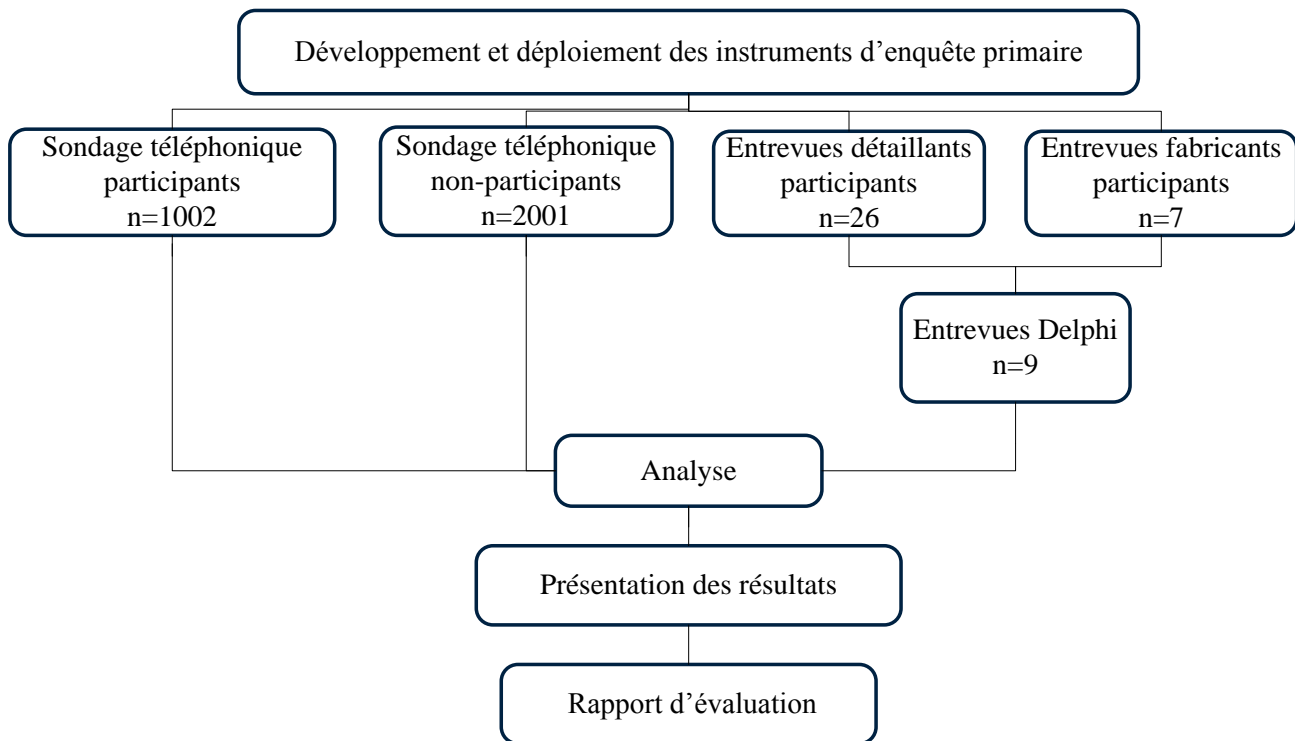 Développement et déploiement des instruments d’enquête primaire
Sondage téléphonique
participants
n=1002
Sondage téléphonique
non-participants
n=2001
Entrevues détaillants
participants
n=26
Entrevues fabricants
participants
n=7
Entrevues Delphi
n=9
Analyse
Présentation des résultats
Rapport d’évaluation